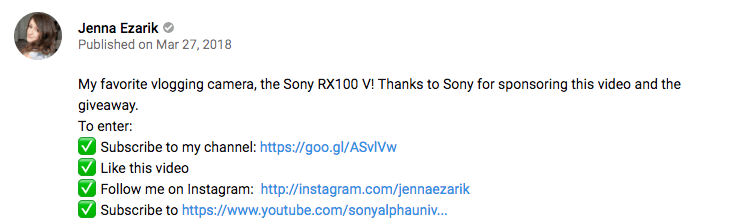 Jenna Ezarik
Published on Mar 27, 2018
My favorite vlogging camera, the Sony RX100 V! Thanks to Sony for sponsoring this video and the
giveaway.
To enter:
✅ Subscribe to my channel: https://goo.gl/ASvlVw
✅ Like this video
✅ Follow me on Instagram: http://instagram.com/jennaezarik
✅ Subscribe to https://www.youtube.com/sonyalphauniv...